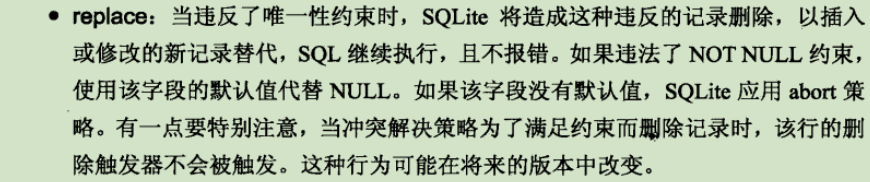 • replace：当违反了唯一性约束时，SQLite 将造成这种违反的记录删除，以插入
或修改的新记录替代，SQL 继续执行，且不报错。如果违法了 NOT NULL 约束，
使用该字段的默认值代替 NULL。如果该字段没有默认值，SQLite 应用 abort 策
略。有一点要特别注意，当冲突解决策略为了满足约束而删除记录时，该行的删
除触发器不会被触发。这种行为可能在将来的版本中改变。